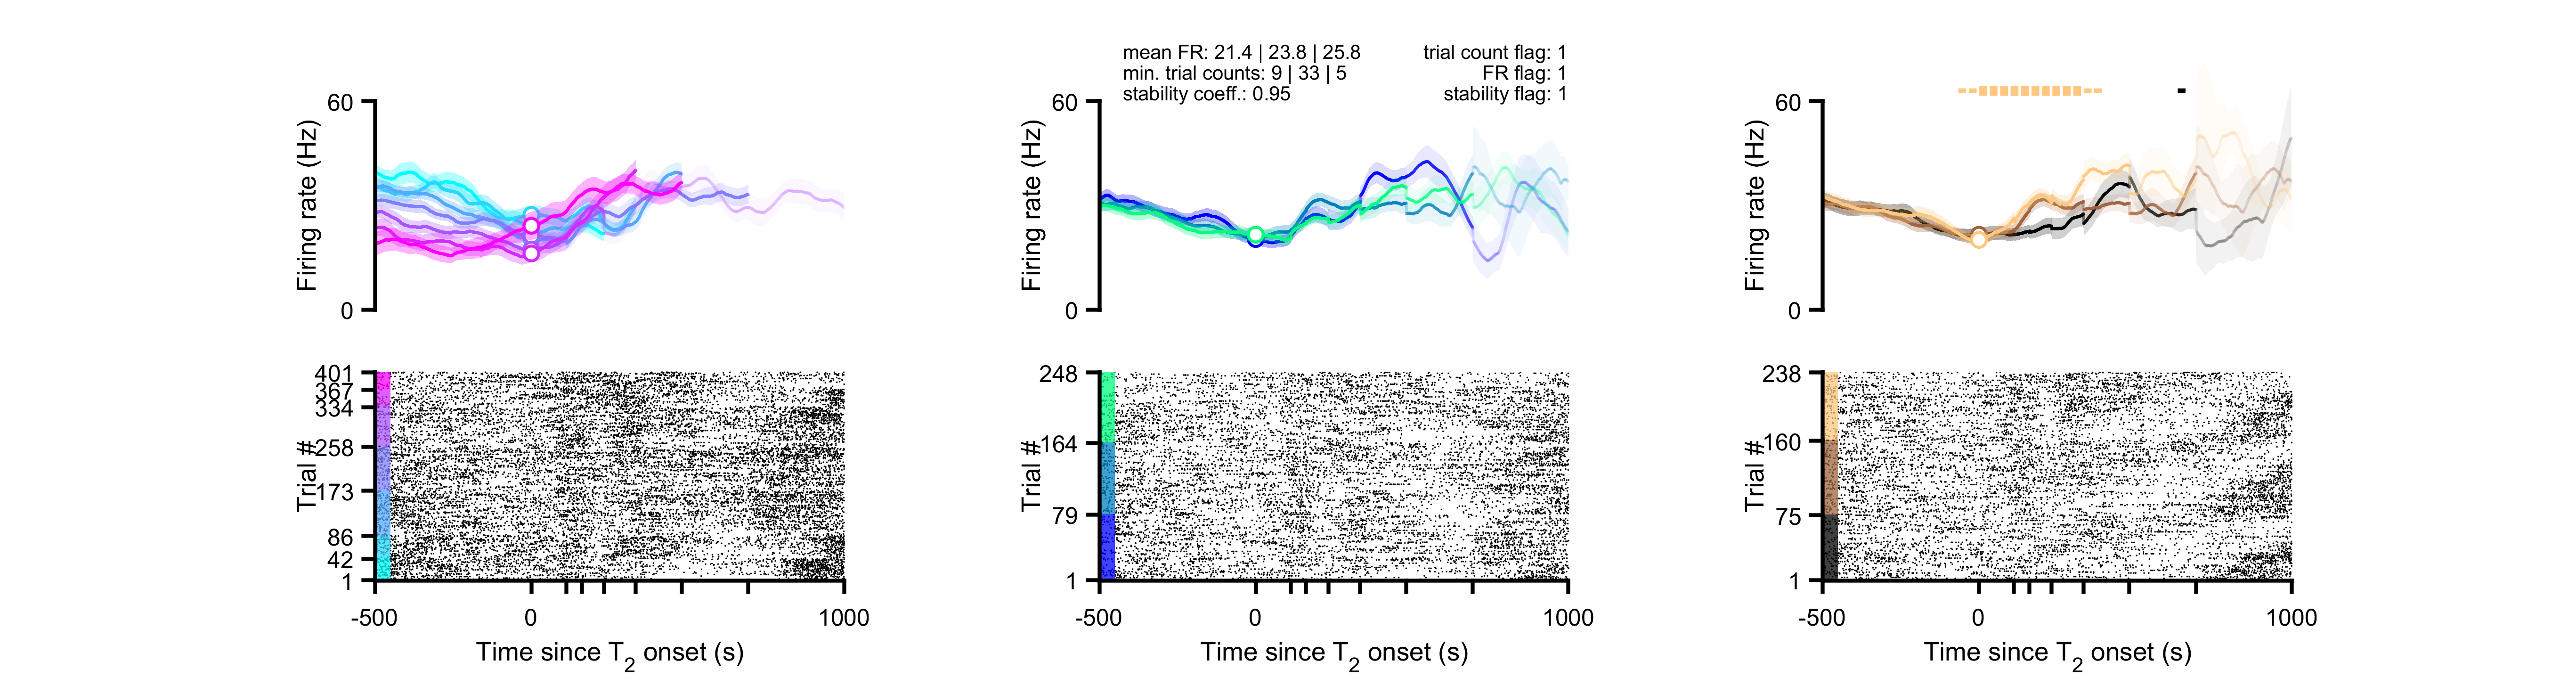 mean FR: 21.4 | 23.8 | 25.8
min. trial counts: 9 | 33 | 5
stability coeff.: 0.95
trial count flag: 1
FR flag: 1
stability flag: 1
Firing rate (Hz)
60
0
Firing rate (Hz)
60
0
Firing rate (Hz)
60
0
Trial #
401
367
334
258
173
86
42
1
-500
0
1000
Time since T2 onset (s)
Trial #
248
164
79
1
-500
0
1000
Time since T2 onset (s)
Trial #
238
160
75
1
-500
0
1000
Time since T2 onset (s)